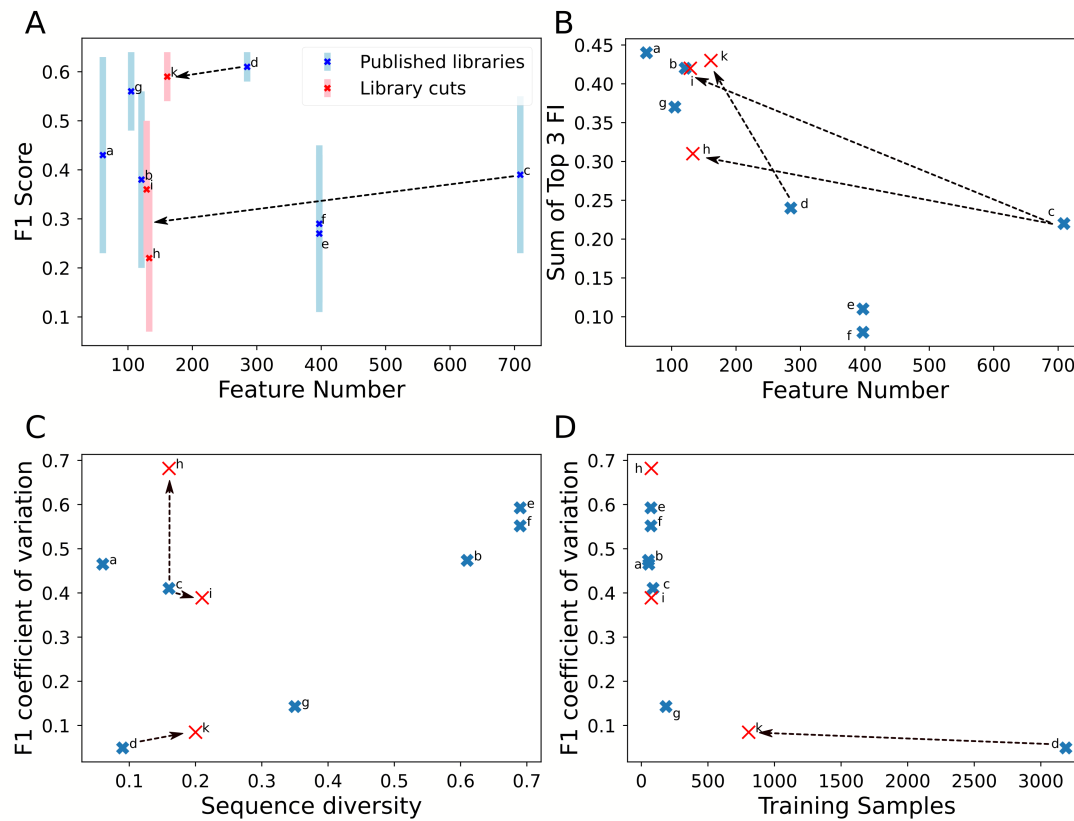 A
F1 Score
0.6
0.5
0.4
0.3
0.2
0.1
a
g
b
i
h
k
d
f
e
c
Published libraries
Library cuts
100 200 300 400 500 600 700
Feature Number
B
Sum of Top 3 FI
0.45
0.40
0.35
0.30
0.25
0.20
0.15
0.10
a
b
i
k
g
h
d
c
e
f
100 200 300 400 500 600 700
Feature Number
C
F1 coefficient of variation
0.7
0.6
0.5
0.4
0.3
0.2
0.1
h
e
f
a
b
c
i
g
k
d
0.1 0.2 0.3 0.4 0.5 0.6 0.7
Sequence diversity
D
F1 coefficient of variation
0.7
0.6
0.5
0.4
0.3
0.2
0.1
h
e
f
b
a
c
i
g
k
d
0 500 1000 1500 2000 2500 3000
Training Samples